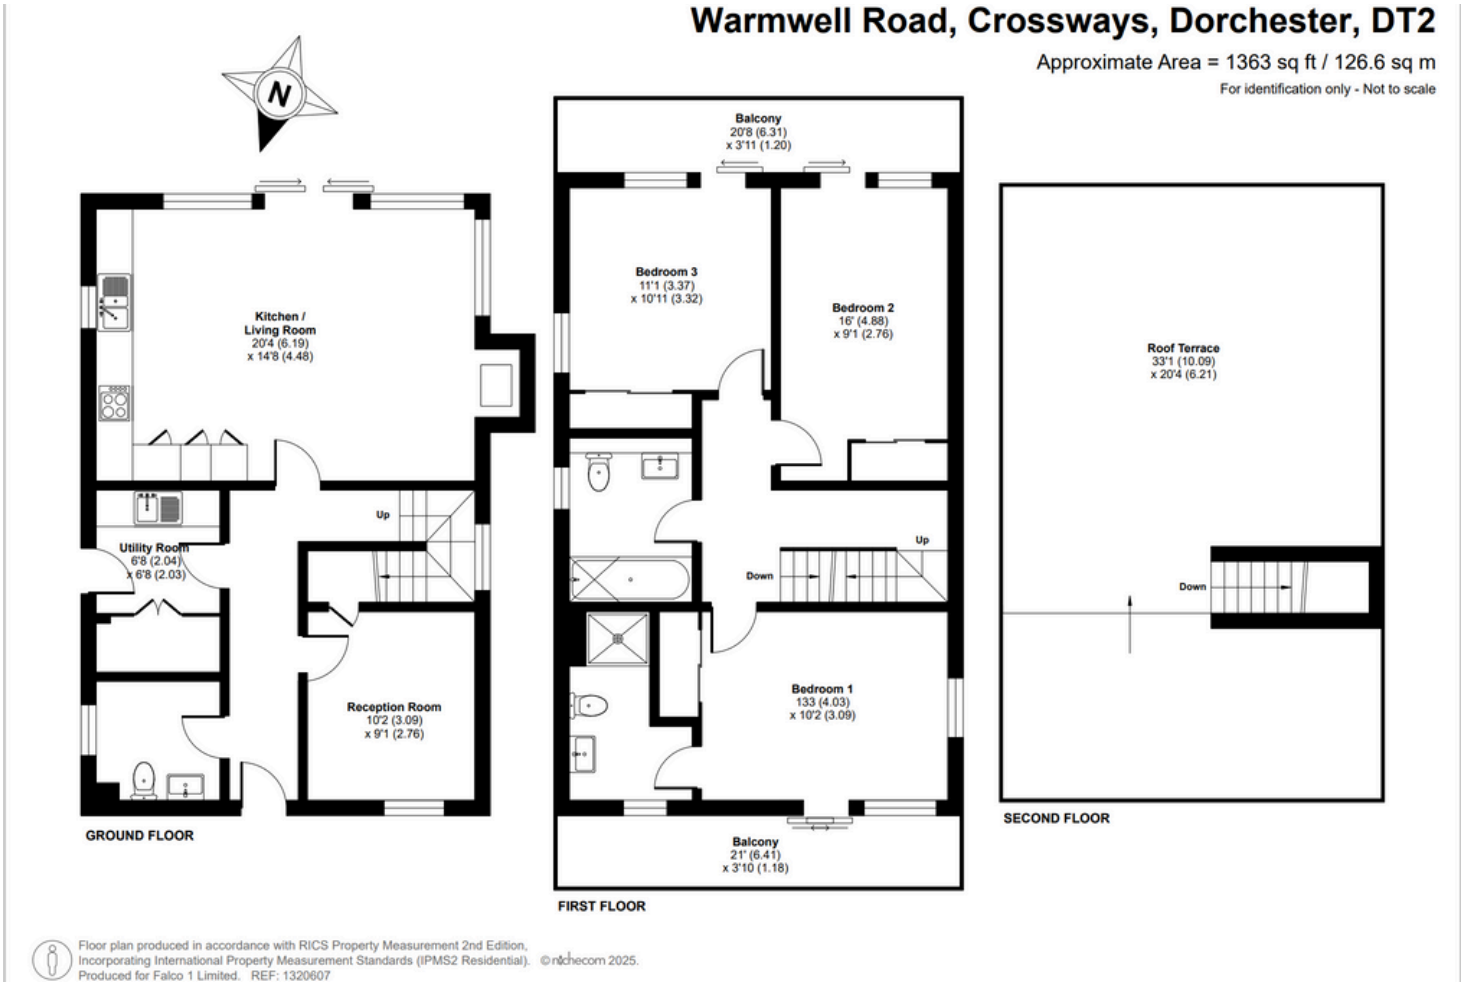 Warmwell Road, Crossways, Dorchester, DT2
Approximate Area = 1363 sq ft / 126.6 sq m
For identification only - Not to scale
N
Kitchen /
Living Room
20'4 (6.19)
x 14'8 (4.48)
Up
Utility Room
6'8 (2.04)
x 6'8 (2.03)
Reception Room
10'2 (3.09)
x 9'1 (2.76)
GROUND FLOOR
Balcony
20'8 (6.31)
x 3'11 (1.20)
Bedroom 3
11'1 (3.37)
x 10'11 (3.32)
Bedroom 2
16' (4.88)
x 9'1 (2.76)
Up
Down
Bedroom 1
133 (4.03)
x 10'2 (3.09)
Balcony
21' (6.41)
x 3'10 (1.18)
FIRST FLOOR
Roof Terrace
33'1 (10.09)
x 20'4 (6.21)
Down
SECOND FLOOR
Floor plan produced in accordance with RICS Property Measurement 2nd Edition,
Incorporating International Property Measurement Standards (IPMS2 Residential). ©nichecom 2025.
Produced for Falco 1 Limited. REF: 1320607